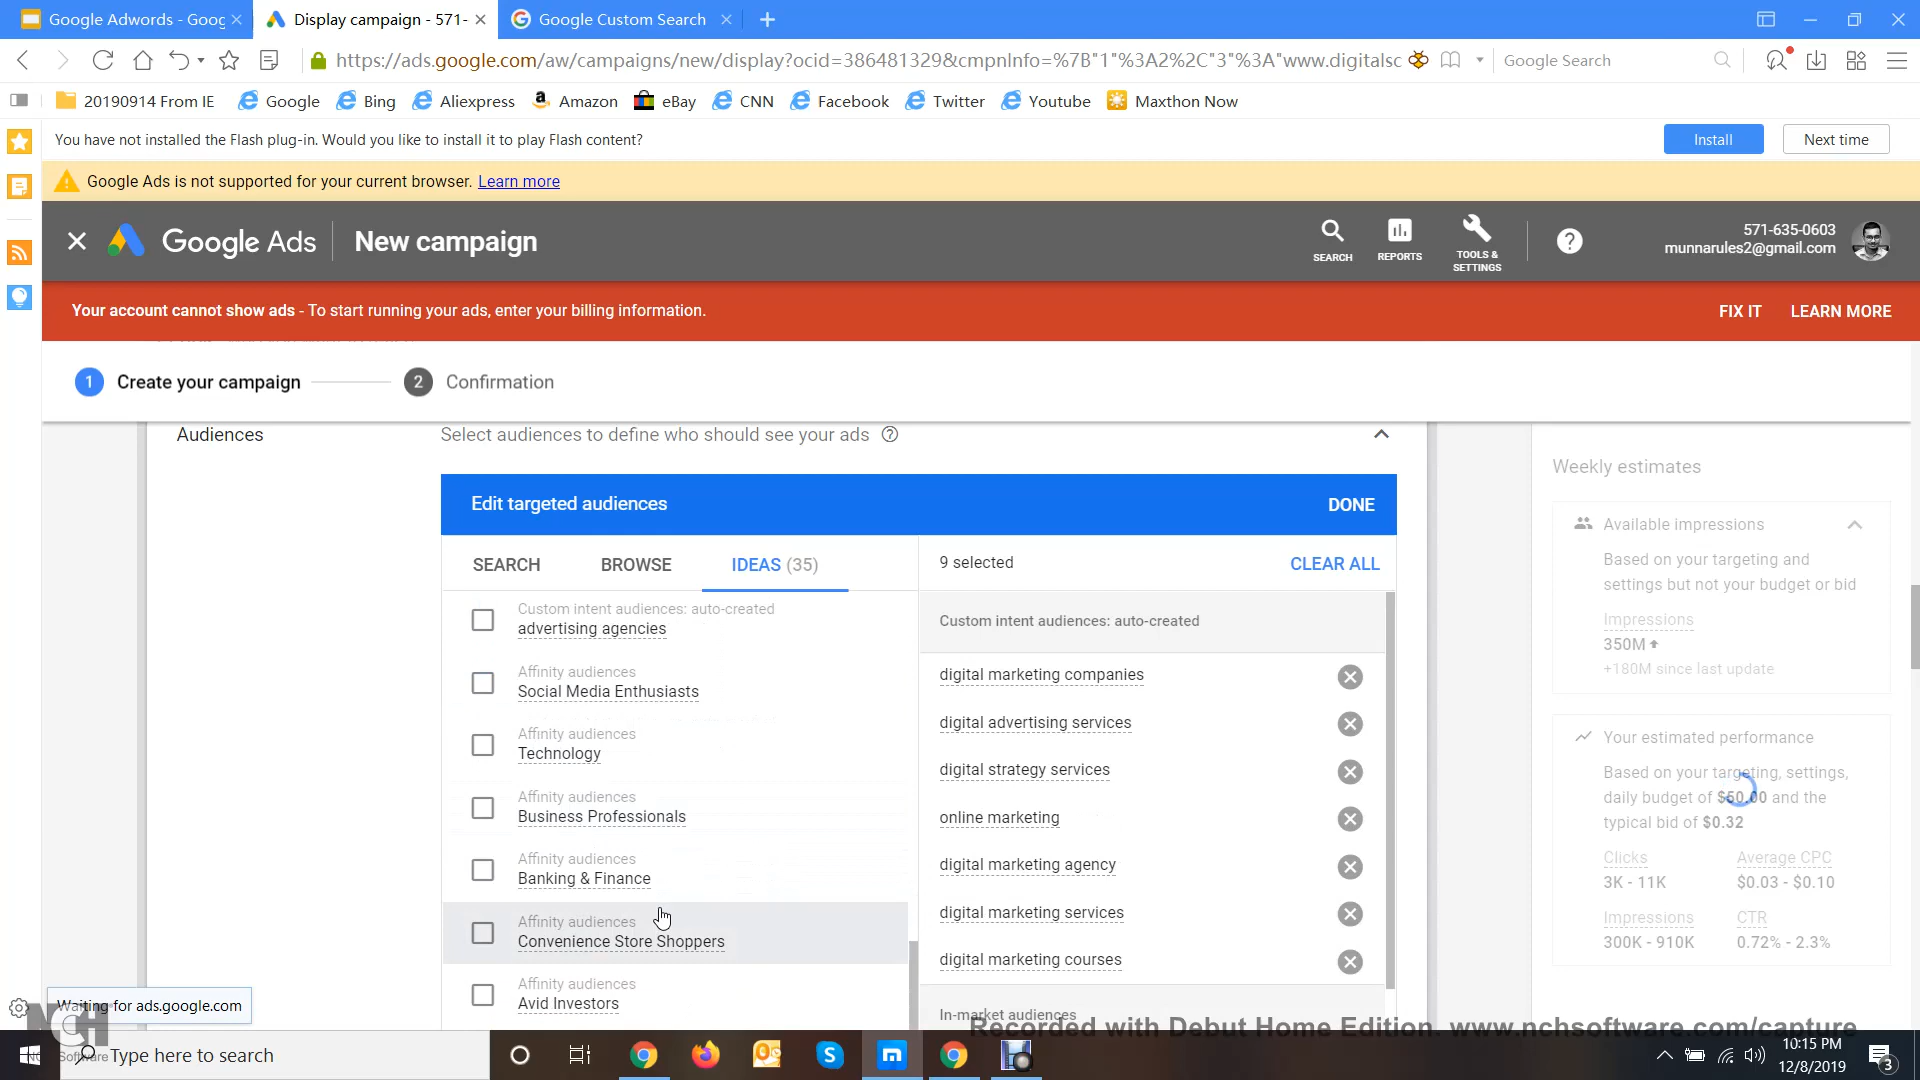 Google Adwords - Goog
Display campaign - 571-
Google Custom Search
https://ads.google.com/aw/campaigns/new/display?ocid=386481329&cmpnInfo=%7B"1"%3A2%2C"3"%3A"www.digitalsc
Google Search
20190914 From IE
Google
Bing
Aliexpress
Amazon
eBay
CNN
Facebook
Twitter
Youtube
Maxthon Now
You have not installed the Flash plug-in. Would you like to install it to play Flash content?
Install
Next time
Google Ads is not supported for your current browser. Learn more
Google Ads
New campaign
SEARCH
REPORTS
TOOLS &
SETTINGS
571-635-0603
munnarules2@gmail.com
Your account cannot show ads - To start running your ads, enter your billing information.
FIX IT
LEARN MORE
1 Create your campaign
2 Confirmation
Audiences
Select audiences to define who should see your ads
Edit targeted audiences
DONE
SEARCH
BROWSE
IDEAS (35)
9 selected
CLEAR ALL
Custom intent audiences: auto-created
advertising agencies
Affinity audiences
Social Media Enthusiasts
Affinity audiences
Technology
Affinity audiences
Business Professionals
Affinity audiences
Banking & Finance
Affinity audiences
Convenience Store Shoppers
Affinity audiences
Avid Investors
Custom intent audiences: auto-created
digital marketing companies
digital advertising services
digital strategy services
online marketing
digital marketing agency
digital marketing services
digital marketing courses
In-market audiences
Weekly estimates
Available impressions
Based on your targeting and
settings but not your budget or bid
Impressions
350M
+180M since last update
Your estimated performance
Based on your targeting, settings,
daily budget of $50.00 and the
typical bid of $0.32
Clicks
Average CPC
3K - 11K
$0.03 - $0.10
Impressions
CTR
300K - 910K
0.72% - 2.3%
Waiting for ads.google.com
NCH
Software
Recorded with Debut Home Edition. www.nchsoftware.com/capture
Type here to search
10:15 PM
12/8/2019
3